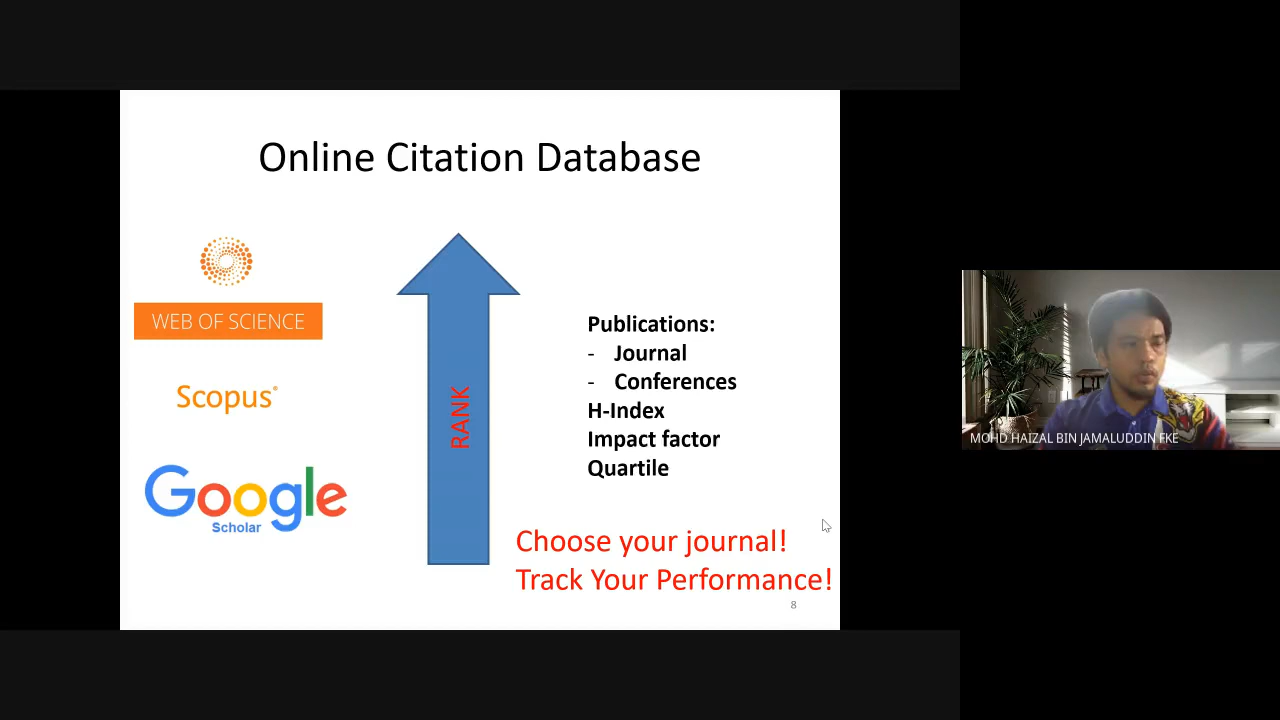 Online Citation Database
WEB OF SCIENCE
Scopus®
Google
Scholar
RANK
Publications:
- Journal
- Conferences
H-Index
Impact factor
Quartile
Choose your journal!
Track Your Performance!
8
MOHD HAIZAL BIN JAMALUDDIN FKE